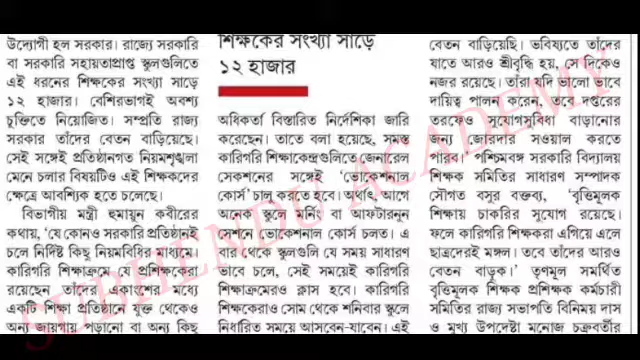 উদ্যোগী হল সরকার। রাজ্যে সরকারি
বা সরকারি সহায়তাপ্রাপ্ত স্কুলগুলিতে
এই ধরনের শিক্ষকের সংখ্যা সাড়ে
১২ হাজার। বেশিরভাগই অবশ্য
চুক্তিতে নিয়োজিত। সম্প্রতি রাজ্য
সরকার তাঁদের বেতন বাড়িয়েছে।
সেই সঙ্গেই প্রতিষ্ঠানগত নিয়মশৃঙ্খলা
মেনে চলার বিষয়টিও এই শিক্ষকদের
ক্ষেত্রে আবশ্যিক হতে চলেছে।
বিভাগীয় মন্ত্রী হুমায়ুন কবীরের
কথায়, ‘যে কোনও সরকারি প্রতিষ্ঠানই
চলে নির্দিষ্ট কিছু নিয়মবিধির মাধ্যমে।
কারিগরি শিক্ষাক্রমে যে প্রশিক্ষকেরা
রয়েছেন তাঁদের একাংশের মধ্যে
একটি শিক্ষা প্রতিষ্ঠানে যুক্ত থেকেও
অন্য জায়গায় পড়ানো বা অন্য কিছু
শিক্ষকের সংখ্যা সাড়ে
১২ হাজার
অধিকর্তা বিস্তারিত নির্দেশিকা জারি
করেছেন। তাতে বলা হয়েছে, সমস্ত
কারিগরি শিক্ষাকেন্দ্রগুলিতে জেনারেল
সেকশনের সঙ্গেই ‘ভোকেশনাল
কোর্স’ চালু করতে হবে। অর্থাৎ, আগে
অনেক স্কুলে মর্নিং বা আফটারনুন
সেশনে ভোকেশনাল কোর্স চলত। এ
বার থেকে স্কুলগুলি যে সময় সাধারণ
ভাবে চলে, সেই সময়েই কারিগরি
শিক্ষাক্রমেরও ক্লাস হবে। কারিগরি
শিক্ষকেরাও সোম থেকে শনিবার স্কুলে
নির্ধারিত সময়ে আসবেন-যাবেন। এই
বেতন বাড়িয়েছি। ভবিষ্যতে তাঁদের
যাতে আরও শ্রীবৃদ্ধি হয়, সে দিকেও
নজর রয়েছে। তাঁরা যদি ভালো ভাবে
দায়িত্ব পালন করেন, তবে দপ্তরের
তরফেও সুযোগসুবিধা বাড়ানোর
জন্য জোরদার সওয়াল করতে
পারব।’ পশ্চিমবঙ্গ সরকারি বিদ্যালয়
শিক্ষক সমিতির সাধারণ সম্পাদক
সৌগত বসুর বক্তব্য, ‘বৃত্তিমূলক
শিক্ষায় চাকরির সুযোগ রয়েছে।
ফলে কারিগরি শিক্ষকরা এগিয়ে এলে
ছাত্রদেরই মঙ্গল। তবে তাঁদের আরও
বেতন বাড়ুক।’ তৃণমূল সমর্থিত
বৃত্তিমূলক শিক্ষক প্রশিক্ষক কর্মচারী
সমিতির রাজ্য সভাপতি বিনিময় দাস
ও মুখ্য উপদেষ্টা মনোজ চক্রবর্তীর
SUBHENDU ACADEMY